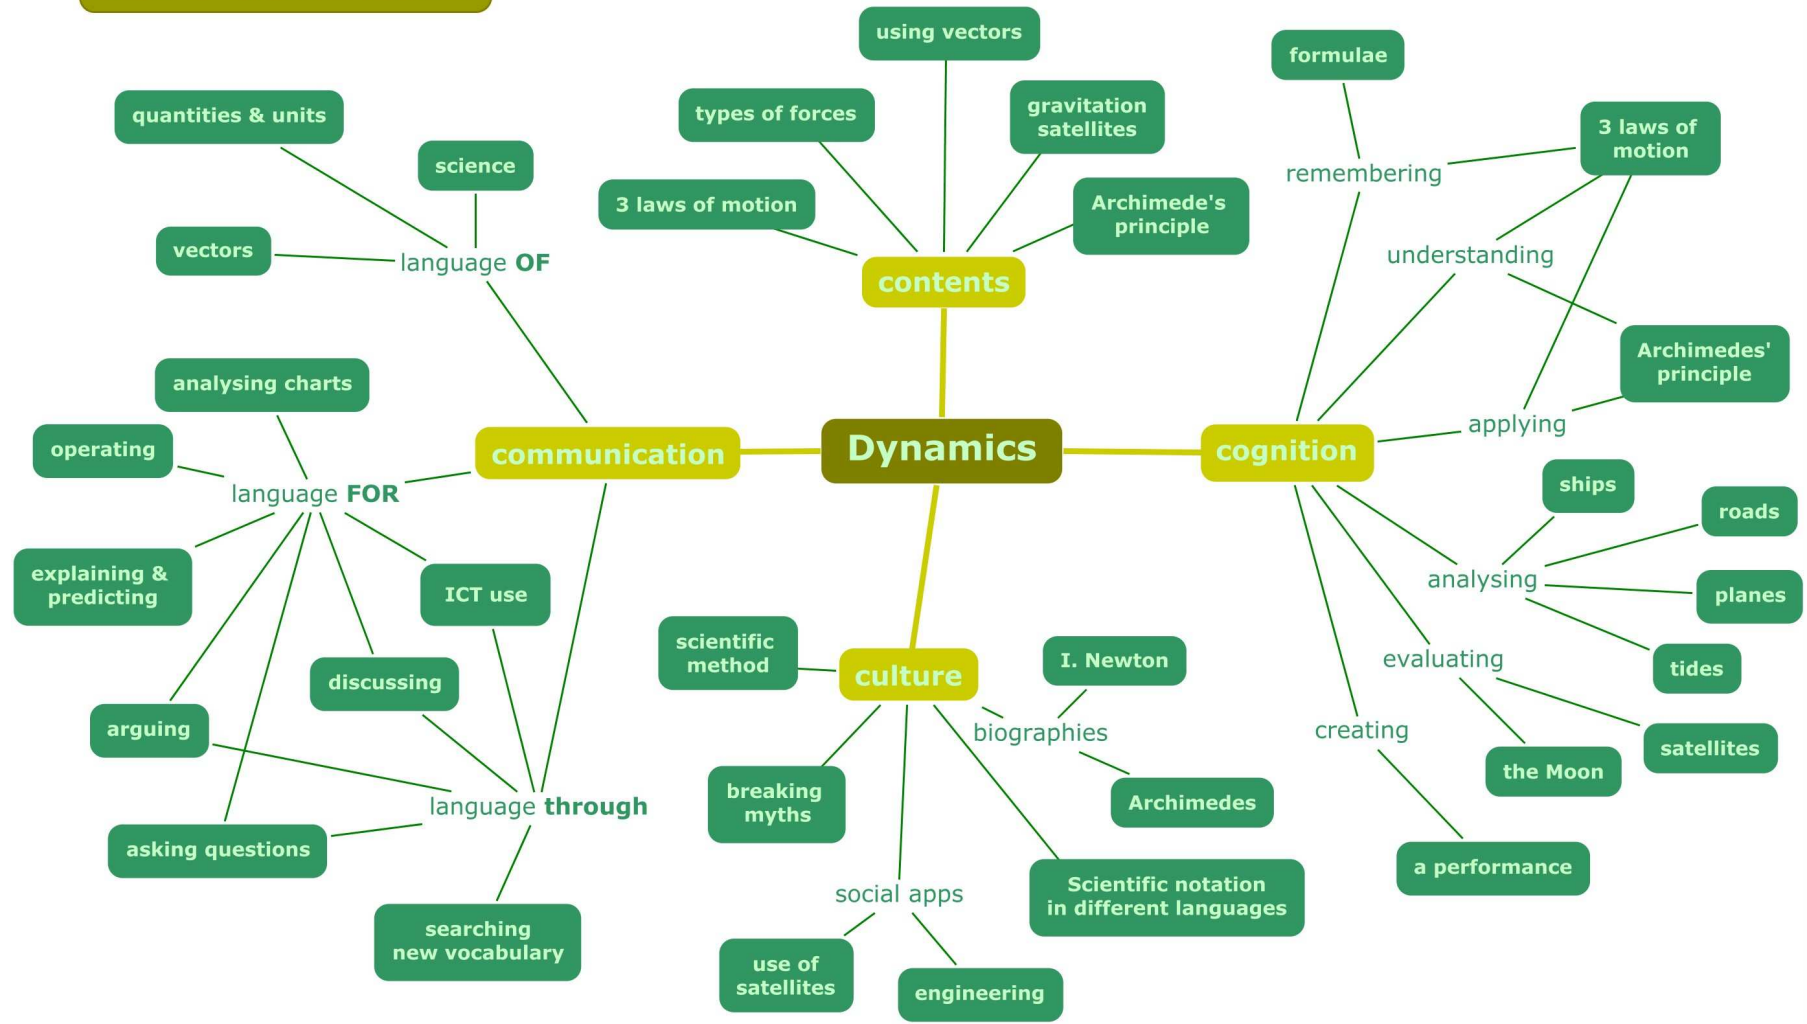 using vectors
formulae
quantities & units
types of forces
gravitation
satellites
3 laws of
motion
science
remembering
3 laws of motion
Archimede's
principle
vectors
language OF
understanding
contents
analysing charts
Archimedes'
principle
operating
communication
Dynamics
cognition
applying
language FOR
ships
roads
explaining &
predicting
ICT use
analysing
planes
scientific
method
culture
I. Newton
evaluating
tides
discussing
arguing
biographies
creating
satellites
the Moon
breaking
myths
language through
Archimedes
asking questions
a performance
social apps
Scientific notation
in different languages
searching
new vocabulary
use of
satellites
engineering